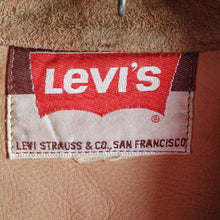 LEVI'S
®
LEVI STRAUSS & CO., SAN FRANCISCO,